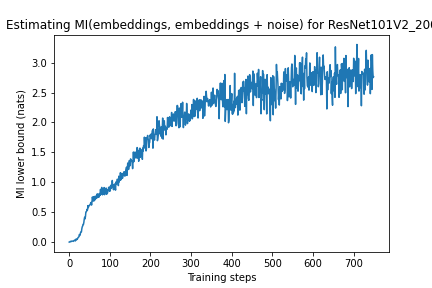 Estimating MI(embeddings, embeddings + noise) for ResNet101V2_200
3.0
2.5
2.0
1.5
1.0
0.5
0.0
MI lower bound (nats)
0 100 200 300 400 500 600 700
Training steps